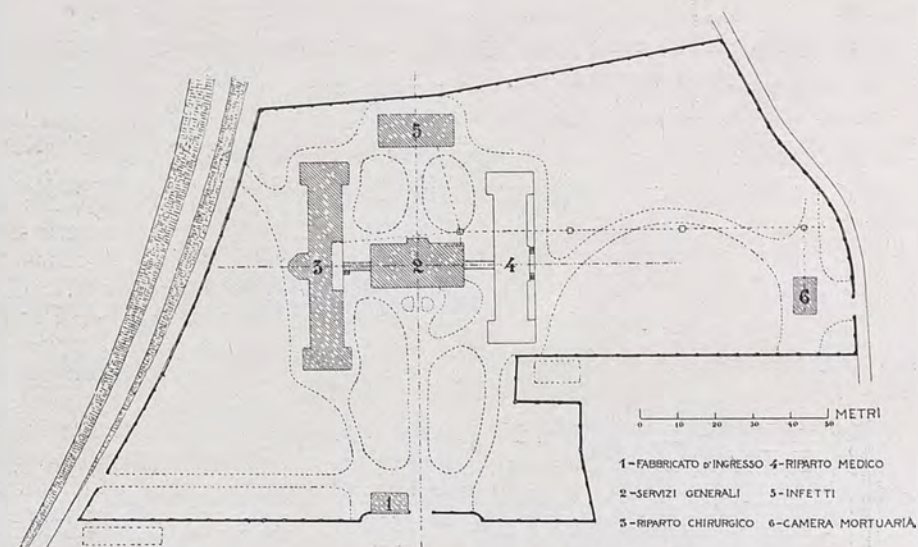 5
3
2
4
6
1
METRI
0 10 20 30 40 50
1-FABBRICATO D'INGRESSO 4-RIPARTO MEDICO
2-SERVIZI GENERALI 5-INFETTI
3-RIPARTO CHIRURGICO 6-CAMERA MORTUARIA